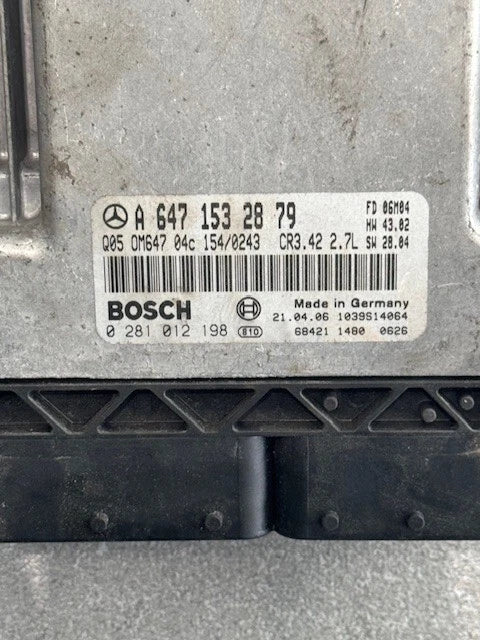 A 647 153 28 79 FD 06M04
HW 43.02
Q05 OM647 04c 154/0243 CR3.42 2.7L SW 28.04
BOSCH Made in Germany
21.04.06 1039S14064
0 281 012 198 810 68421 1480 0626